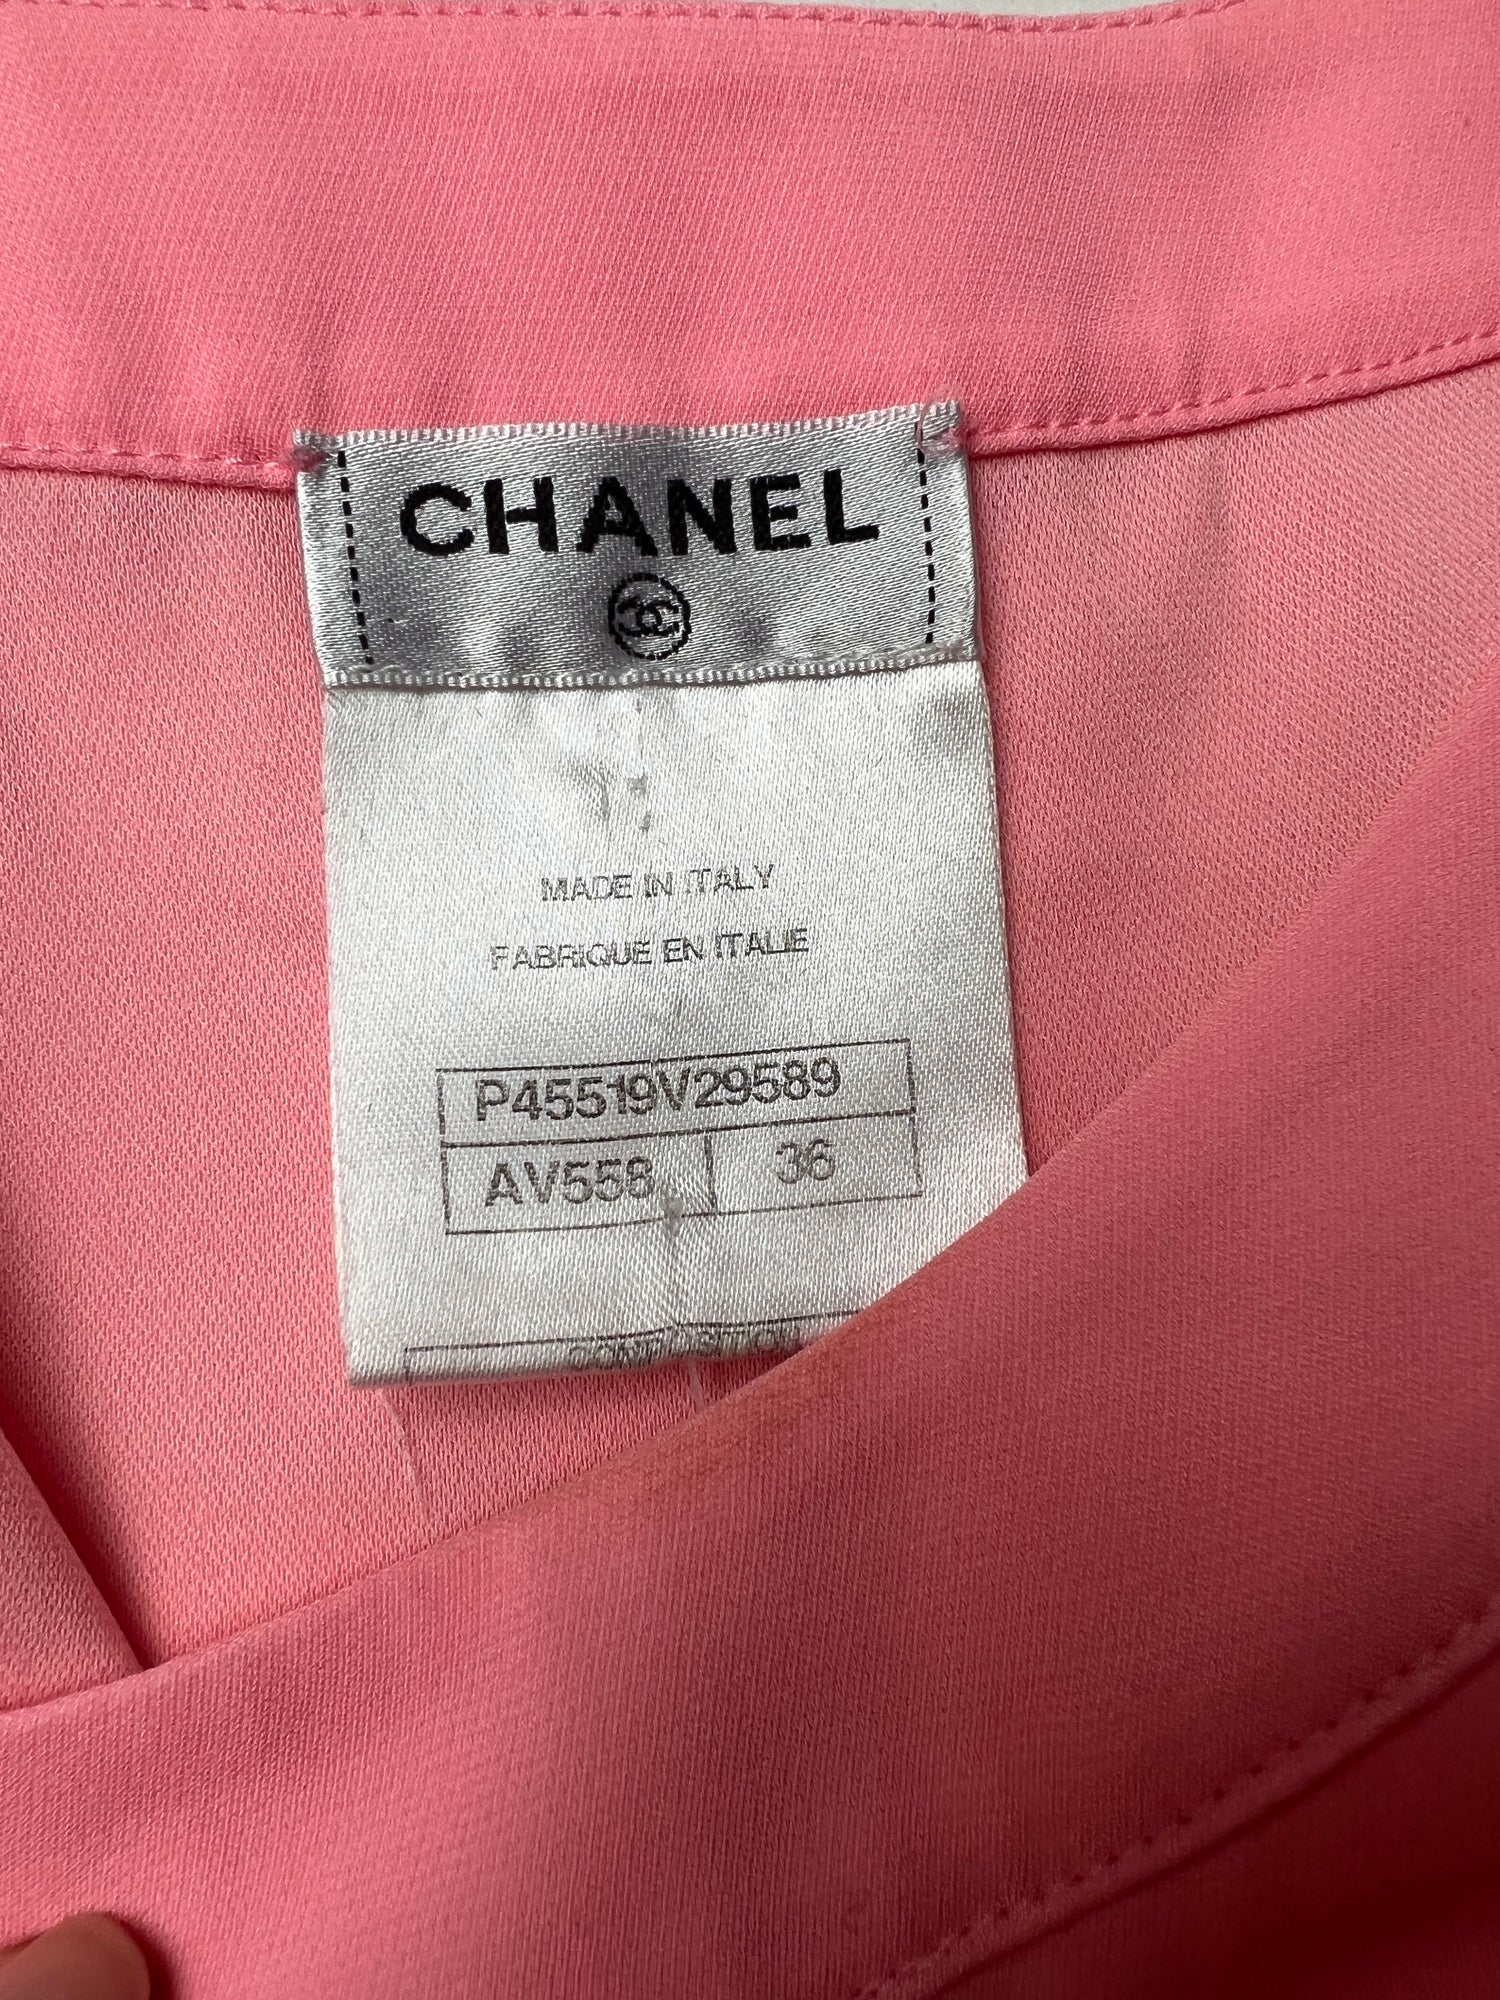 CHANEL
MADE IN ITALY
FABRIQUE EN ITALIE
P45519V29589
AV558 36